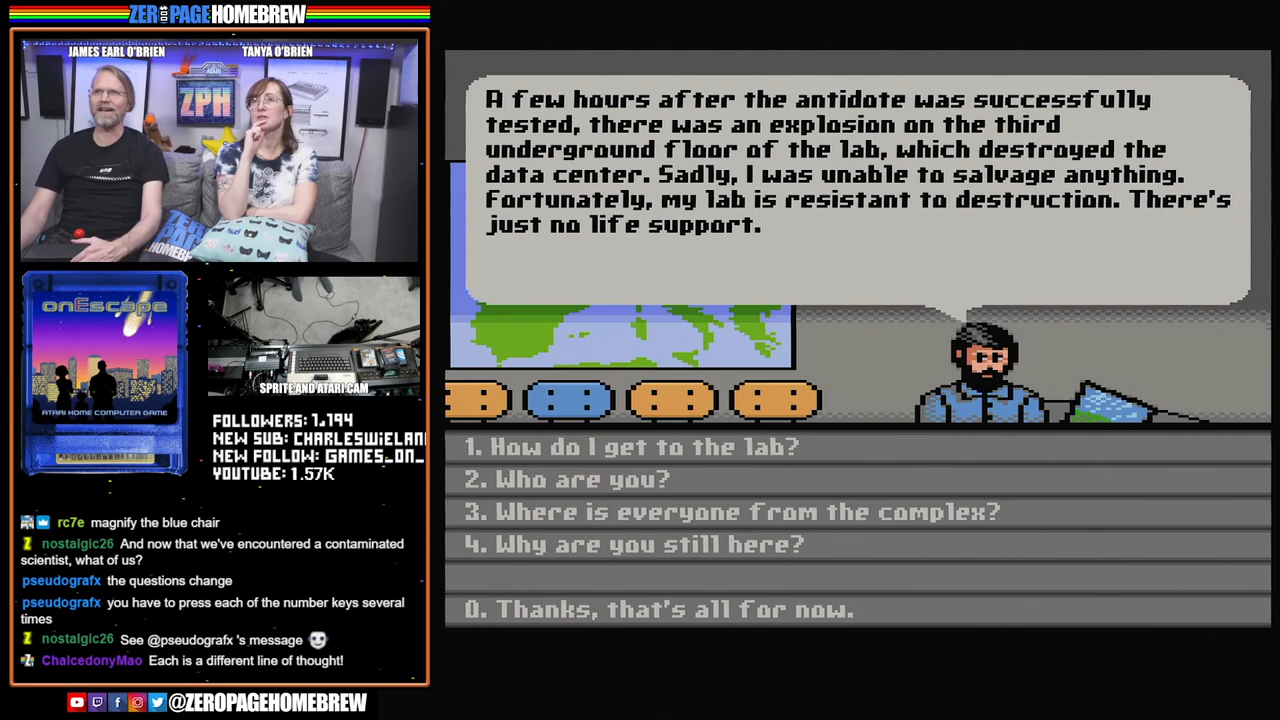 ZEROPAGE HOMEBREW
JAMES EARL O'BRIEN
TANYA O'BRIEN
ATARI
ZPH
ZERO
PAGE
HOMEB
onEscape
ATARI HOME COMPUTER GAME
SPRITE AND ATARI CAM
FOLLOWERS: 1,194
NEW SUB: CHARLESWIELAN
NEW FOLLOW: GAMES_ON_
YOUTUBE: 1.57K
rc7e magnify the blue chair
nostalgic26 And now that we've encountered a contaminated
scientist, what of us?
pseudografx the questions change
pseudografx you have to press each of the number keys several
times
nostalgic26 See @pseudografx 's message
ChalcedonyMao Each is a different line of thought!
@ZEROPAGEHOMEBREW
A few hours after the antidote was successfully
tested, there was an explosion on the third
underground floor of the lab, which destroyed the
data center. Sadly, I was unable to salvage anything.
Fortunately, my lab is resistant to destruction. There's
just no life support.
1. How do I get to the lab?
2. Who are you?
3. Where is everyone from the complex?
4. Why are you still here?
0. Thanks, that's all for now.